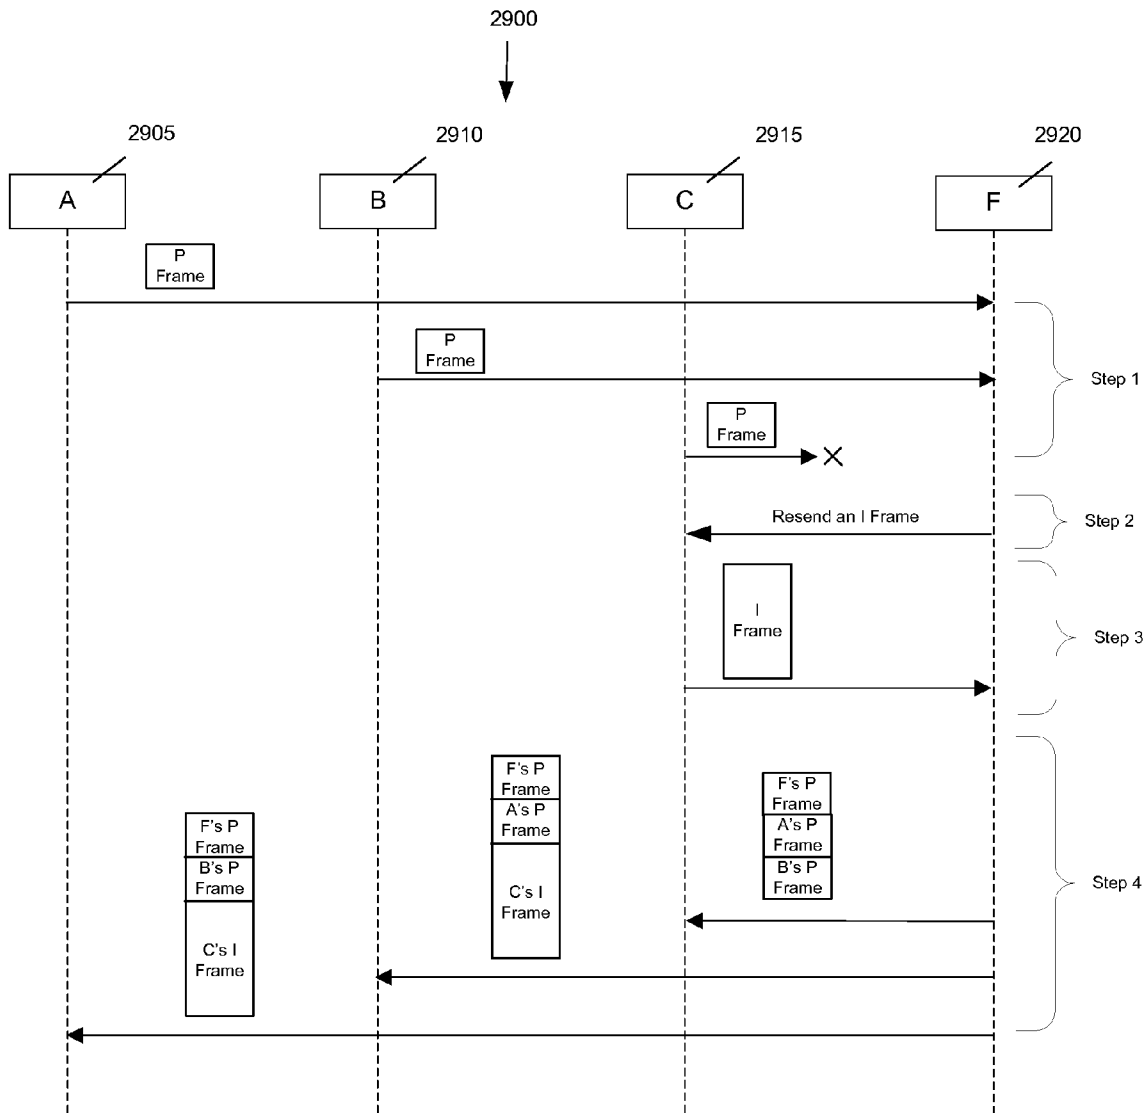 2900
2905
2910
2915
2920
A
B
C
F
P
Frame
P
Frame
Step 1
P
Frame
Resend an I Frame
Step 2
I
Frame
Step 3
F's P
Frame
B's P
Frame
C's I
Frame
F's P
Frame
A's P
Frame
C's I
Frame
F's P
Frame
A's P
Frame
B's P
Frame
Step 4